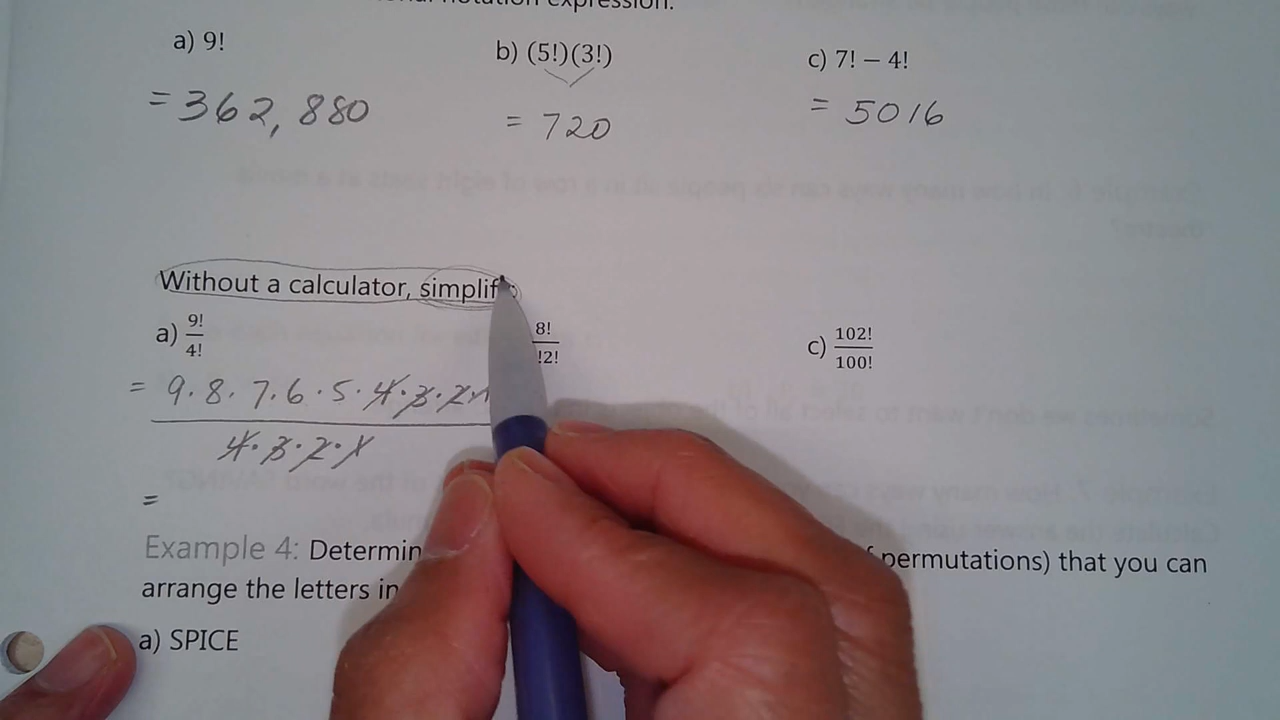 expression.
a) 9!
b) (5!)(3!)
c) 7! − 4!
= 362,880
= 720
= 5016
Without a calculator, simplif
a) 9!/4!
8!/!2!
c) 102!/100!
= 9 · 8 · 7 · 6 · 5 · 4 · 3 · 2 · 1
4 · 3 · 2 · 1
=
Example 4: Determin permutations) that you can
arrange the letters in
a) SPICE